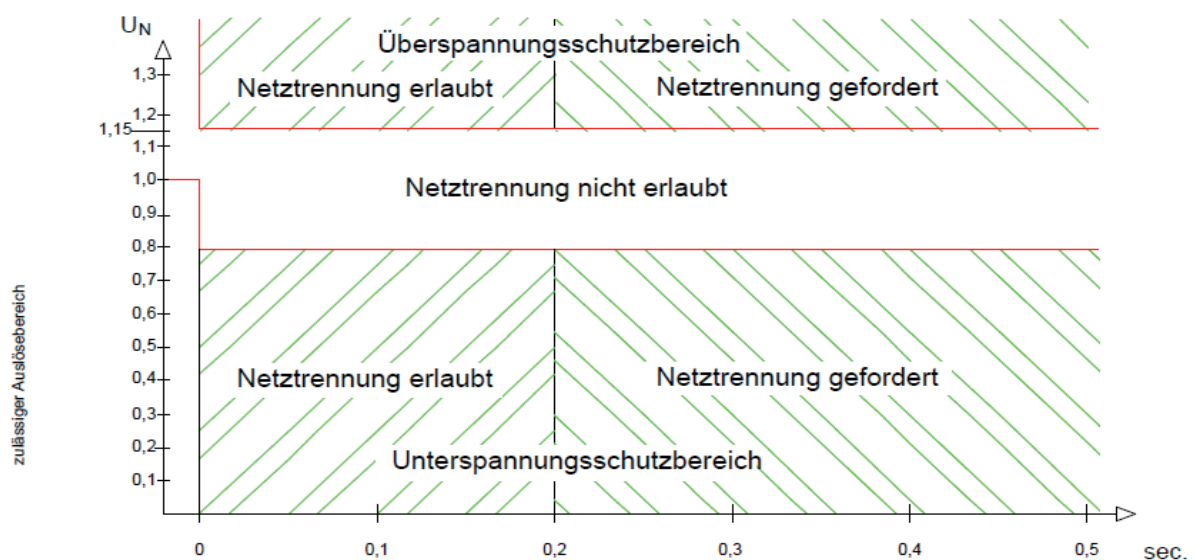 U_N
Überspannungsschutzbereich
1,3
Netztrennung erlaubt
Netztrennung gefordert
1,2
1,15
1,1
1,0
Netztrennung nicht erlaubt
0,9
0,8
0,7
0,6
0,5
Netztrennung erlaubt
Netztrennung gefordert
0,4
0,3
0,2
Unterspannungsschutzbereich
0,1
zulässiger Auslösebereich
0
0,1
0,2
0,3
0,4
0,5
sec.